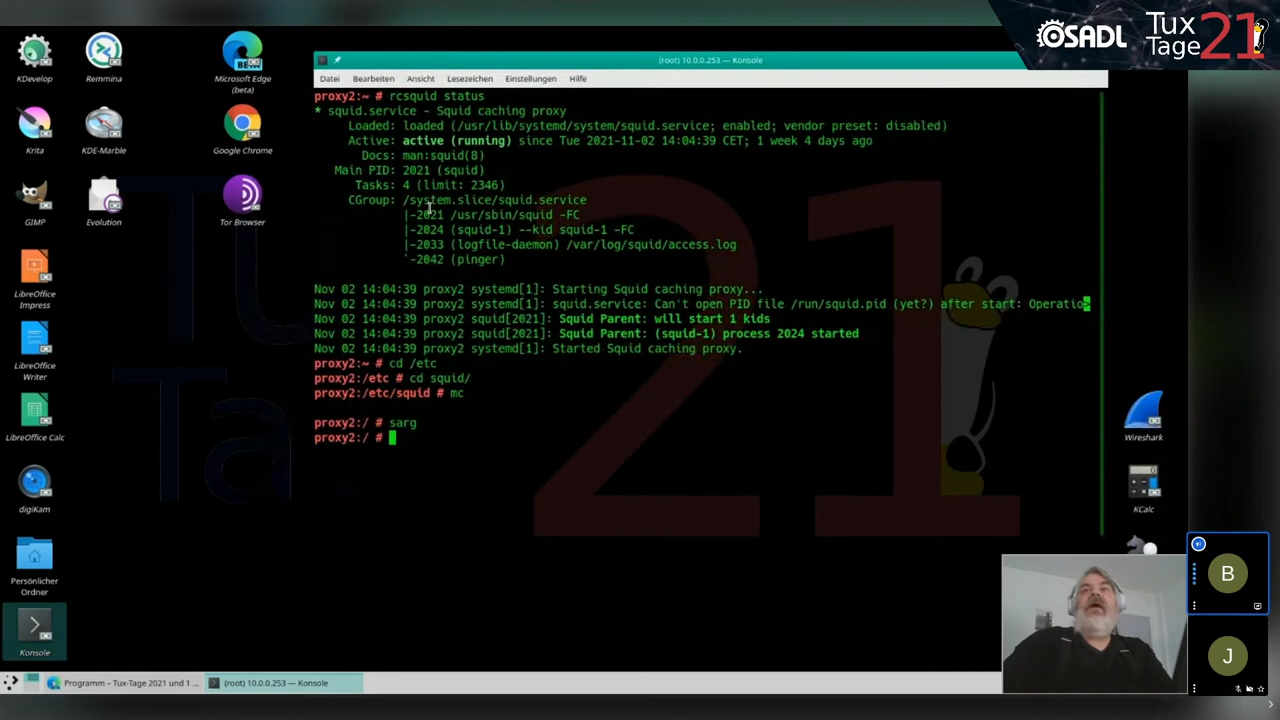 OSADL
Tux
Tage
21
KDevelop
Remmina
Microsoft Edge
(beta)
Krita
KDE-Marble
Google Chrome
GIMP
Evolution
Tor Browser
LibreOffice
Impress
LibreOffice
Writer
LibreOffice Calc
digiKam
Persönlicher
Ordner
Konsole
(root) 10.0.0.253 — Konsole
Datei Bearbeiten Ansicht Lesezeichen Einstellungen Hilfe
proxy2:~ # rcsquid status
* squid.service - Squid caching proxy
Loaded: loaded (/usr/lib/systemd/system/squid.service; enabled; vendor preset: disabled)
Active: active (running) since Tue 2021-11-02 14:04:39 CET; 1 week 4 days ago
Docs: man:squid(8)
Main PID: 2021 (squid)
Tasks: 4 (limit: 2346)
CGroup: /system.slice/squid.service
|-2021 /usr/sbin/squid -FC
|-2024 (squid-1) --kid squid-1 -FC
|-2033 (logfile-daemon) /var/log/squid/access.log
`-2042 (pinger)
Nov 02 14:04:39 proxy2 systemd[1]: Starting Squid caching proxy...
Nov 02 14:04:39 proxy2 systemd[1]: squid.service: Can't open PID file /run/squid.pid (yet?) after start: Operatio>
Nov 02 14:04:39 proxy2 squid[2021]: Squid Parent: will start 1 kids
Nov 02 14:04:39 proxy2 squid[2021]: Squid Parent: (squid-1) process 2024 started
Nov 02 14:04:39 proxy2 systemd[1]: Started Squid caching proxy.
proxy2:~ # cd /etc
proxy2:/etc # cd squid/
proxy2:/etc/squid # mc
proxy2:/ # sarg
proxy2:/ #
Tu
Ta
21
Wireshark
KCalc
B
J
Programm – Tux-Tage 2021 und 1 ...
(root) 10.0.0.253 — Konsole